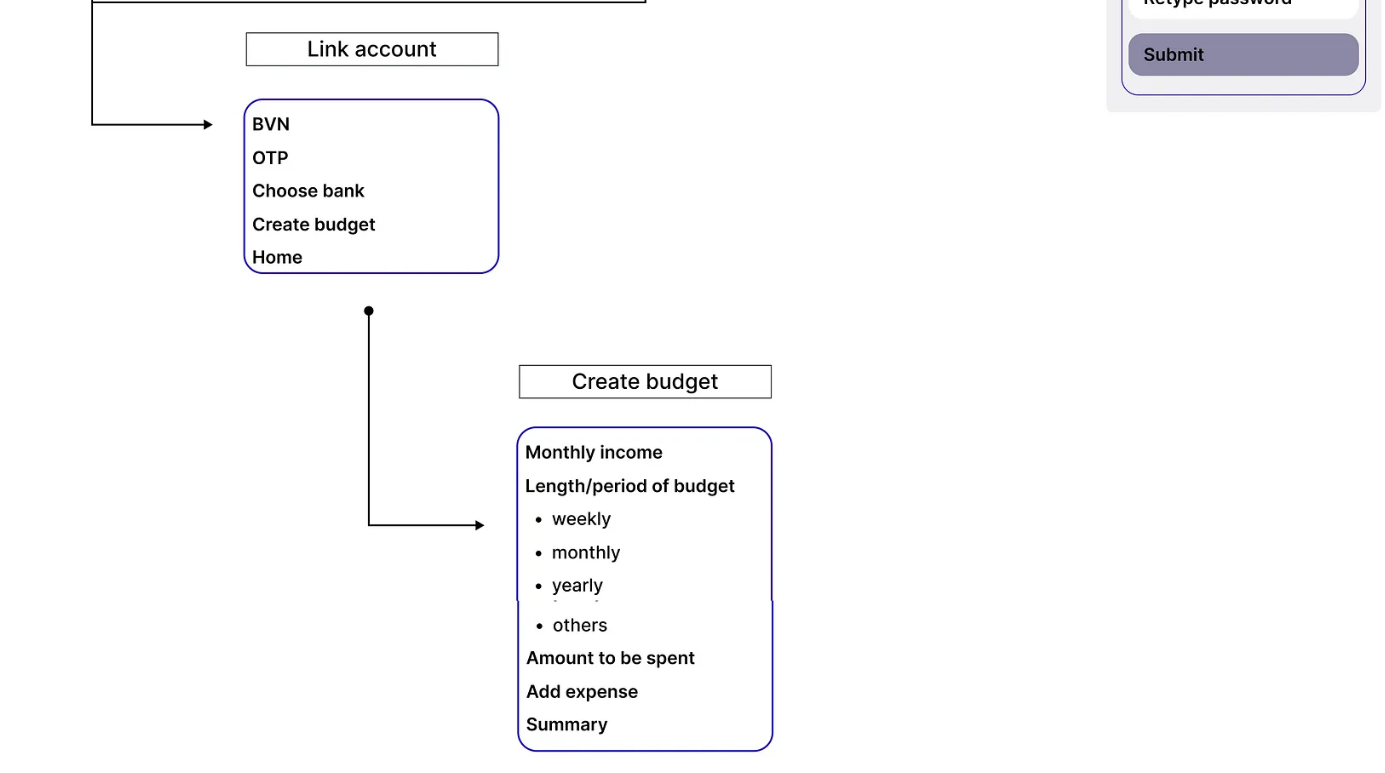 Retype password
Submit
Link account
BVN
OTP
Choose bank
Create budget
Home
Create budget
Monthly income
Length/period of budget
• weekly
• monthly
• yearly
• others
Amount to be spent
Add expense
Summary